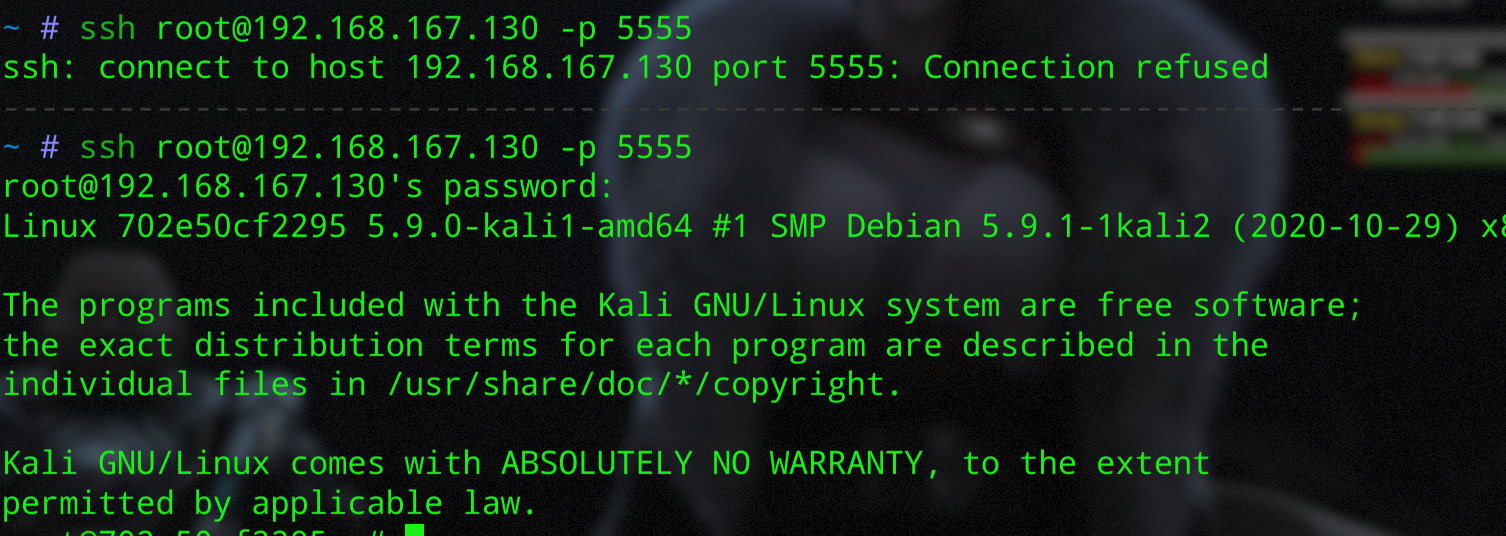 ~ # ssh root@192.168.167.130 -p 5555
ssh: connect to host 192.168.167.130 port 5555: Connection refused
~ # ssh root@192.168.167.130 -p 5555
root@192.168.167.130's password:
Linux 702e50cf2295 5.9.0-kali1-amd64 #1 SMP Debian 5.9.1-1kali2 (2020-10-29) x8
The programs included with the Kali GNU/Linux system are free software;
the exact distribution terms for each program are described in the
individual files in /usr/share/doc/*/copyright.
Kali GNU/Linux comes with ABSOLUTELY NO WARRANTY, to the extent
permitted by applicable law.